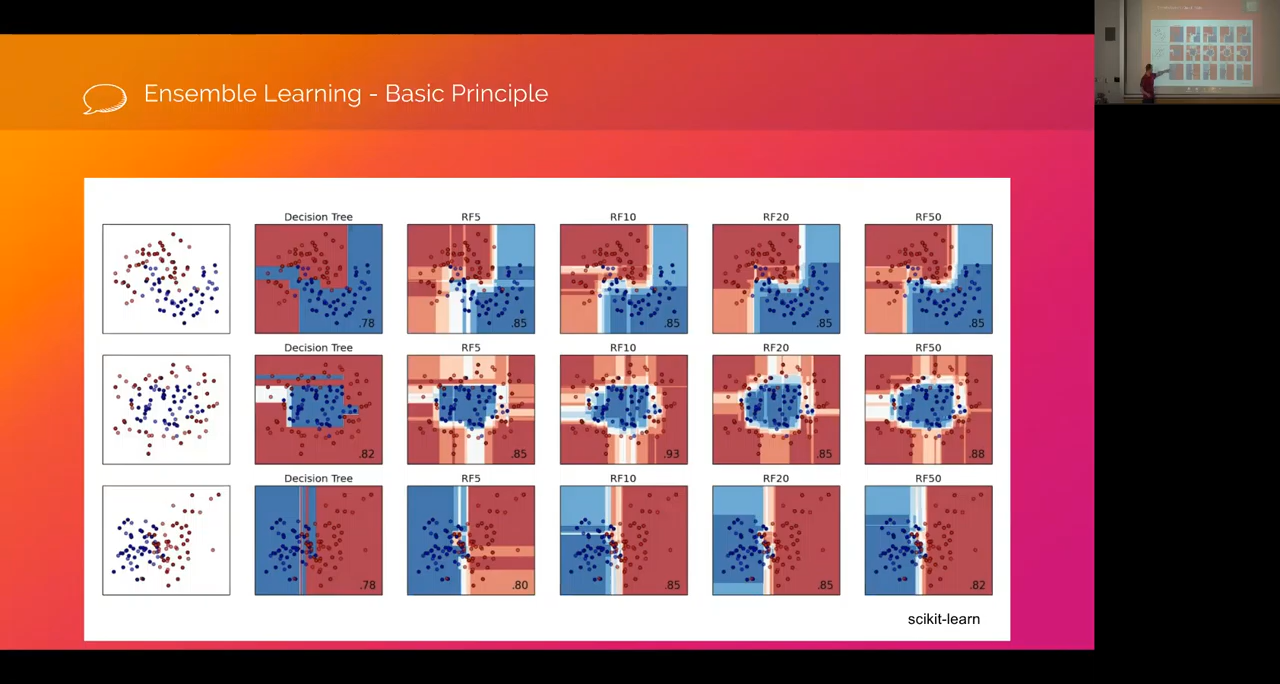 Ensemble Learning - Basic Principle
Decision Tree RF5 RF10 RF20 RF50
.78 .85 .85 .85 .85
Decision Tree RF5 RF10 RF20 RF50
.82 .85 .93 .85 .88
Decision Tree RF5 RF10 RF20 RF50
.78 .80 .85 .85 .82
scikit-learn